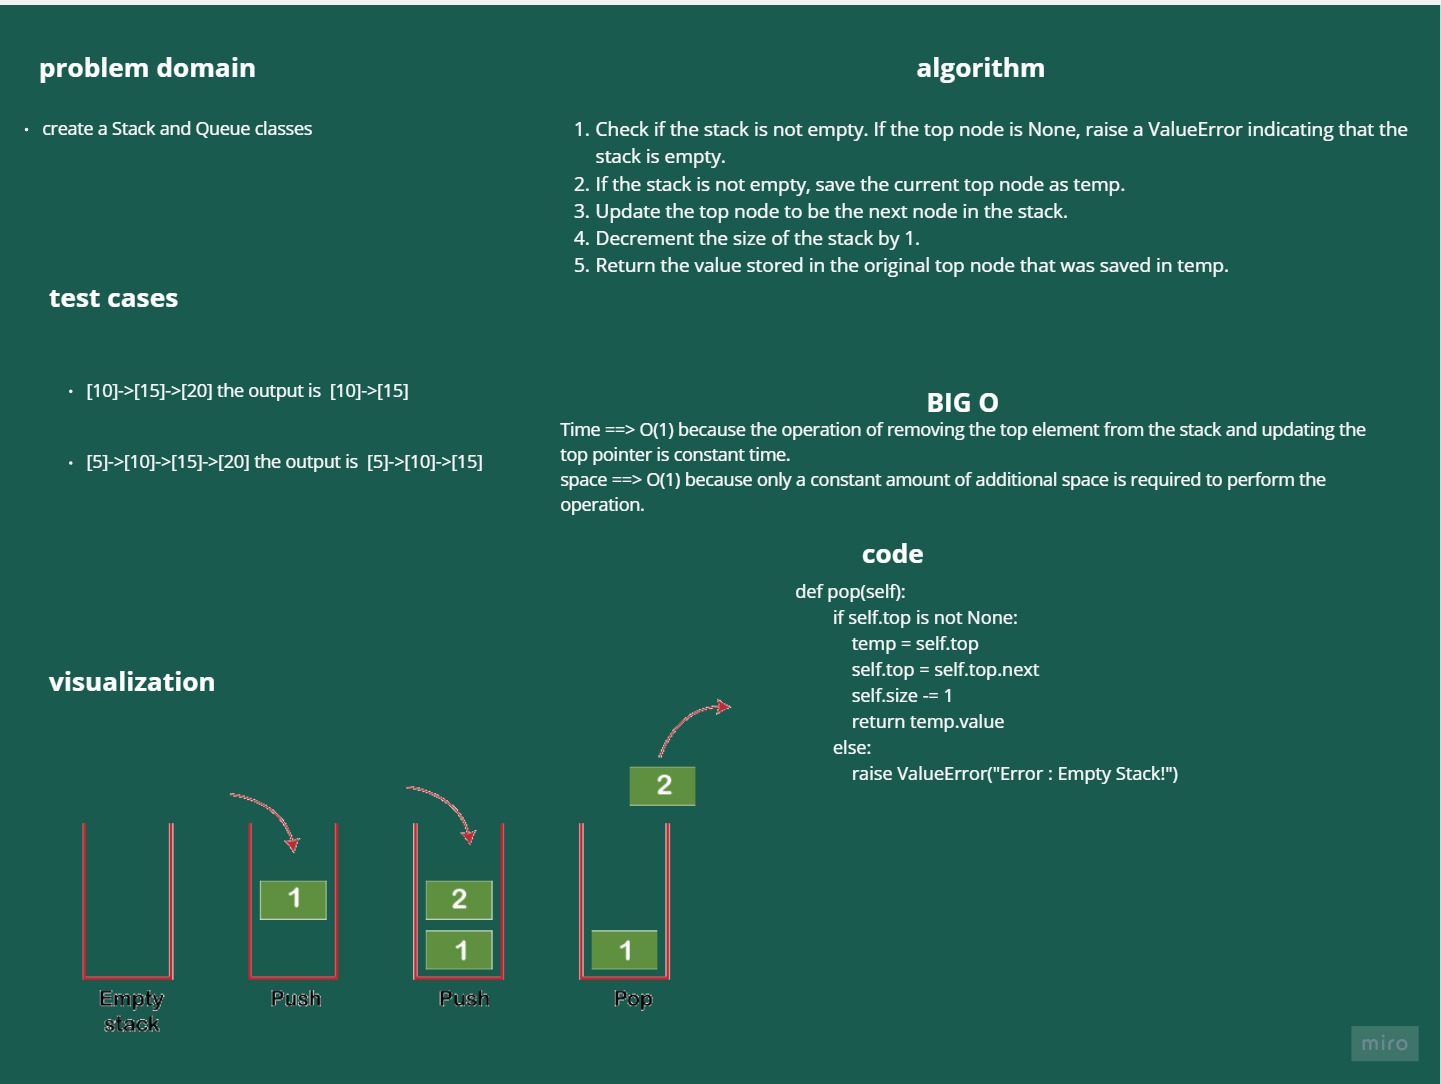 problem domain
• create a Stack and Queue classes
test cases
• [10]->[15]->[20] the output is  [10]->[15]
• [5]->[10]->[15]->[20] the output is  [5]->[10]->[15]
algorithm
1. Check if the stack is not empty. If the top node is None, raise a ValueError indicating that the
stack is empty.
2. If the stack is not empty, save the current top node as temp.
3. Update the top node to be the next node in the stack.
4. Decrement the size of the stack by 1.
5. Return the value stored in the original top node that was saved in temp.
BIG O
Time ==> O(1) because the operation of removing the top element from the stack and updating the
top pointer is constant time.
space ==> O(1) because only a constant amount of additional space is required to perform the
operation.
code
def pop(self):
if self.top is not None:
temp = self.top
self.top = self.top.next
self.size -= 1
return temp.value
else:
raise ValueError("Error : Empty Stack!")
visualization
2
1
2
1
1
Empty
stack
Push
Push
Pop
miro